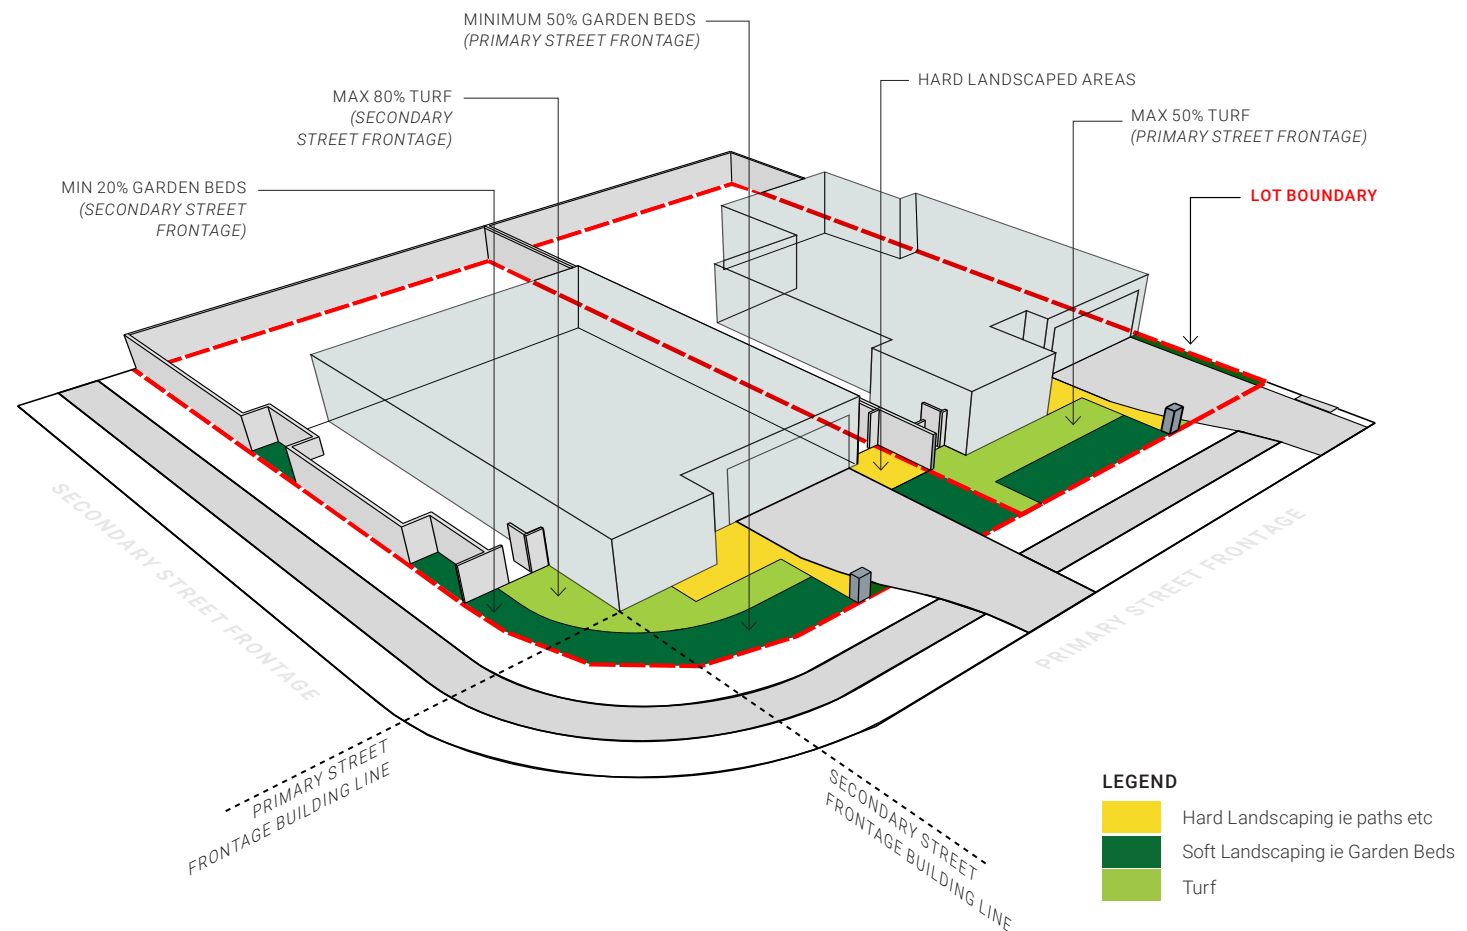 MINIMUM 50% GARDEN BEDS
(PRIMARY STREET FRONTAGE)
HARD LANDSCAPED AREAS
MAX 80% TURF
(SECONDARY
STREET FRONTAGE)
MAX 50% TURF
(PRIMARY STREET FRONTAGE)
MIN 20% GARDEN BEDS
(SECONDARY STREET
FRONTAGE)
LOT BOUNDARY
SECONDARY STREET FRONTAGE
PRIMARY STREET FRONTAGE
PRIMARY STREET
FRONTAGE BUILDING LINE
SECONDARY STREET
FRONTAGE BUILDING LINE
LEGEND
Hard Landscaping ie paths etc
Soft Landscaping ie Garden Beds
Turf